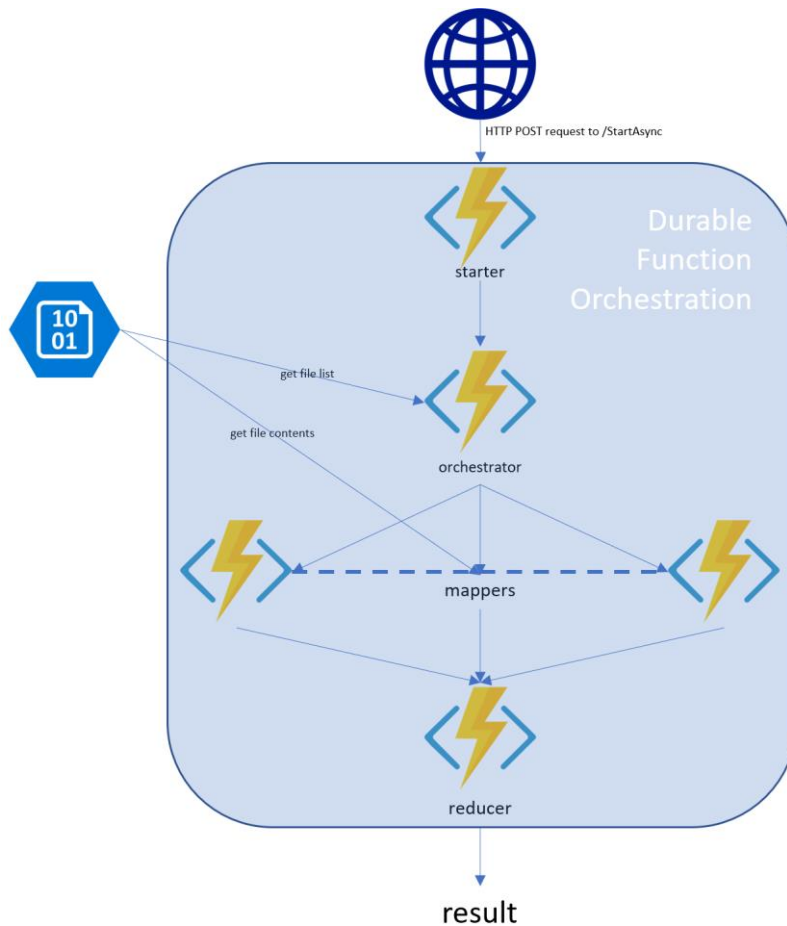 HTTP POST request to /StartAsync
Durable
Function
Orchestration
starter
10
01
get file list
get file contents
orchestrator
mappers
reducer
result